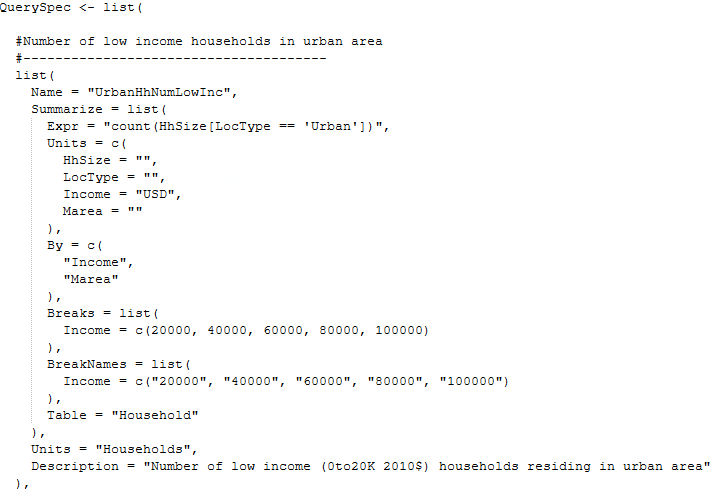 QuerySpec <- list(
#Number of low income households in urban area
#--------------------------------------
list(
Name = "UrbanHhNumLowInc",
Summarize = list(
Expr = "count(HhSize[LocType == 'Urban'])",
Units = c(
HhSize = "",
LocType = "",
Income = "USD",
Marea = ""
),
By = c(
"Income",
"Marea"
),
Breaks = list(
Income = c(20000, 40000, 60000, 80000, 100000)
),
BreakNames = list(
Income = c("20000", "40000", "60000", "80000", "100000")
),
Table = "Household"
),
Units = "Households",
Description = "Number of low income (0to20K 2010$) households residing in urban area"
),